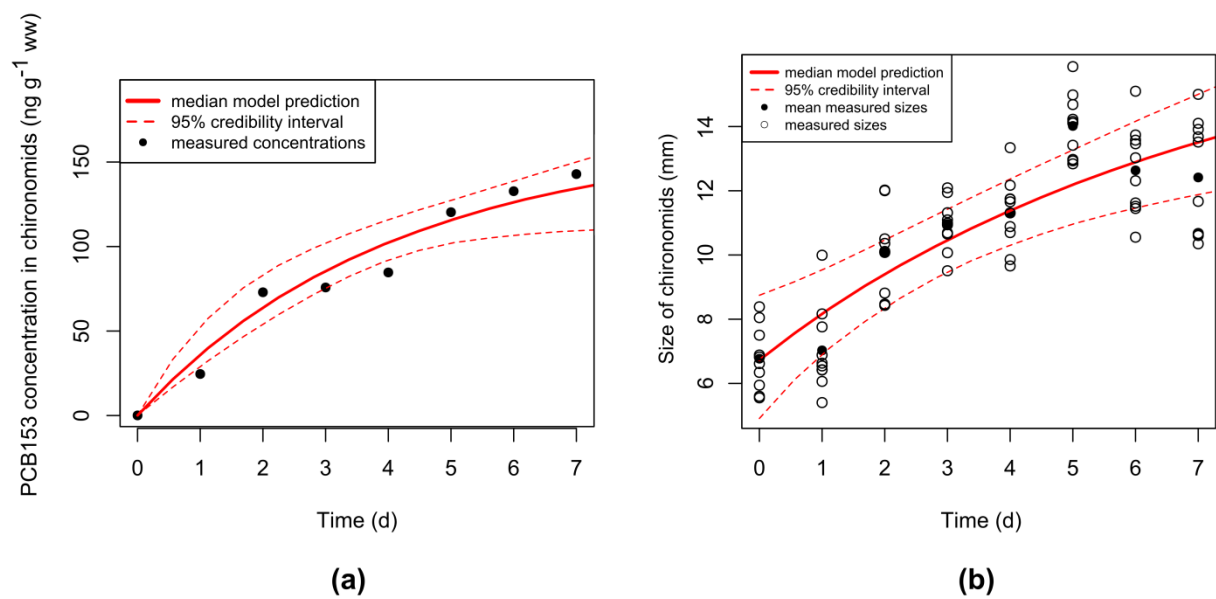 PCB153 concentration in chironomids (ng g⁻¹ ww)
median model prediction
95% credibility interval
measured concentrations
150
100
50
0
0 1 2 3 4 5 6 7
Time (d)
(a)
Size of chironomids (mm)
median model prediction
95% credibility interval
mean measured sizes
measured sizes
14
12
10
8
6
0 1 2 3 4 5 6 7
Time (d)
(b)